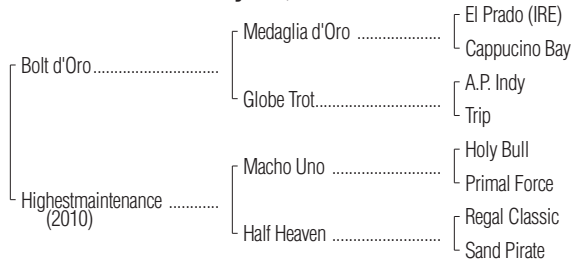 El Prado (IRE)
Medaglia d'Oro ....................
Cappucino Bay
Bolt d'Oro..............................
A.P. Indy
Globe Trot..............................
Trip
Holy Bull
Macho Uno ..........................
Primal Force
Highestmaintenance ............
(2010)
Regal Classic
Half Heaven ..........................
Sand Pirate